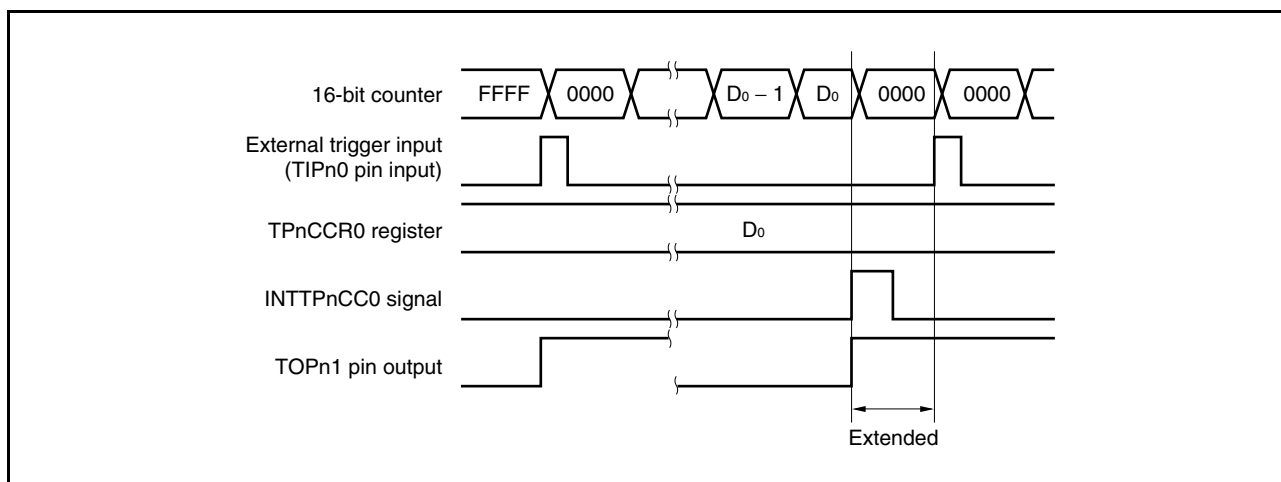 16-bit counter FFFF 0000 D₀ − 1 D₀ 0000 0000
External trigger input
(TIPn0 pin input)
TPnCCR0 register D₀
INTTPnCC0 signal
TOPn1 pin output
Extended